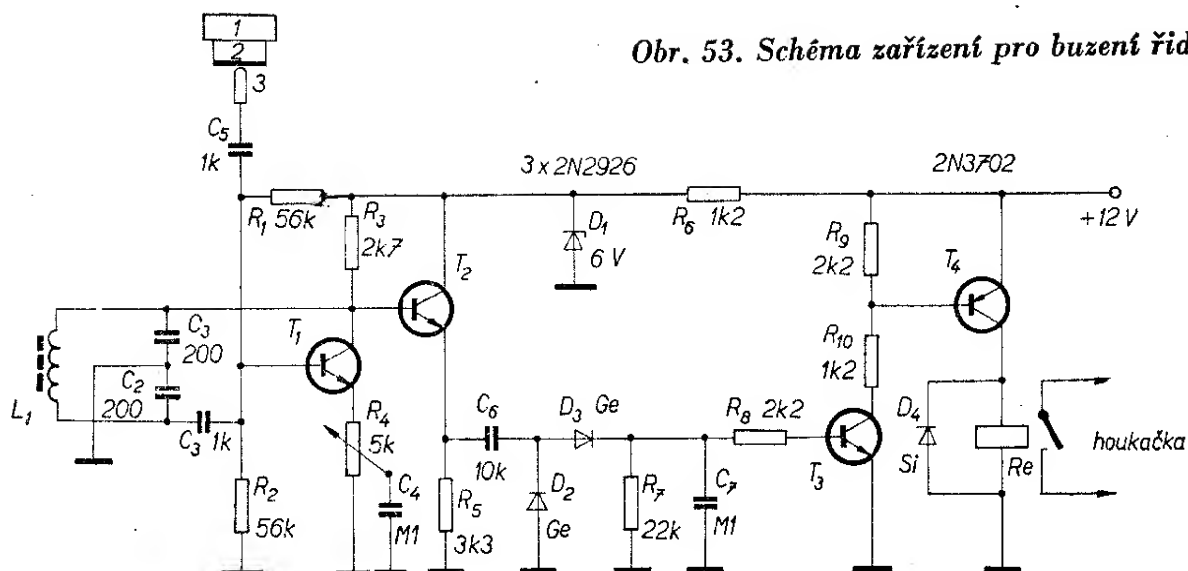 Obr. 53. Schéma zařízení pro buzení řid
1
2
3
C5
1k
3 x 2N2926
2N3702
R1 56k
R3
2k7
D1
6 V
R6 1k2
+12 V
R9
2k2
T2
T4
C3
200
T1
C2
200
L1
C3 1k
R4
5k
R10
1k2
C6
10k
D3 Ge
R8 2k2
D4
Si
Re
houkačka
T3
R2
56k
C4
M1
R5
3k3
D2
Ge
R7
22k
C7
M1